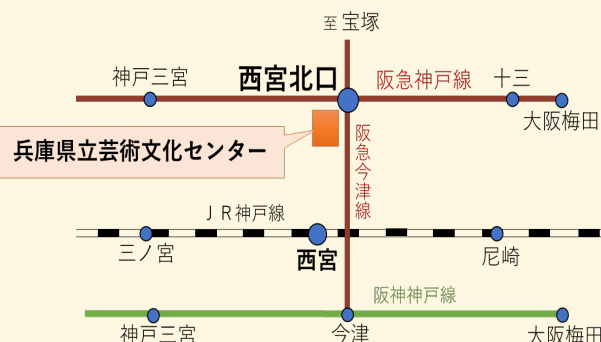 至 宝塚
神戸三宮
西宮北口
阪急神戸線
十三
大阪梅田
兵庫県立芸術文化センター
阪急今津線
ＪＲ神戸線
三ノ宮
西宮
尼崎
阪神神戸線
神戸三宮
今津
大阪梅田